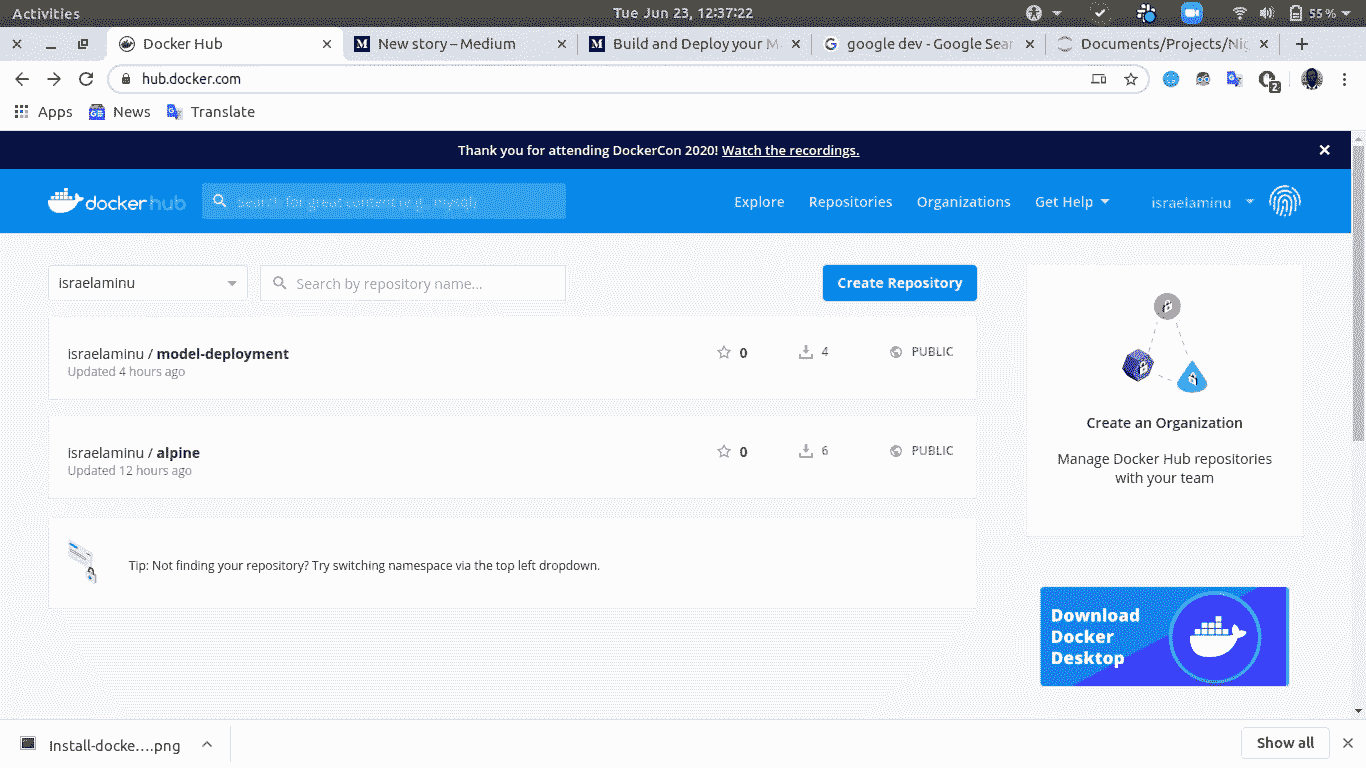 Activities Tue Jun 23, 12:37:22 55 %
Docker Hub New story – Medium Build and Deploy your M google dev - Google Sear Documents/Projects/Nig
hub.docker.com
2
Apps News Translate
Thank you for attending DockerCon 2020! Watch the recordings.
docker hub Search for great content (e.g., mysql) Explore Repositories Organizations Get Help israelaminu
israelaminu Search by repository name... Create Repository
israelaminu / model-deployment 0 4 PUBLIC
Updated 4 hours ago
israelaminu / alpine 0 6 PUBLIC
Updated 12 hours ago
Tip: Not finding your repository? Try switching namespace via the top left dropdown.
Create an Organization
Manage Docker Hub repositories
with your team
Download
Docker
Desktop
Install-docke....png Show all